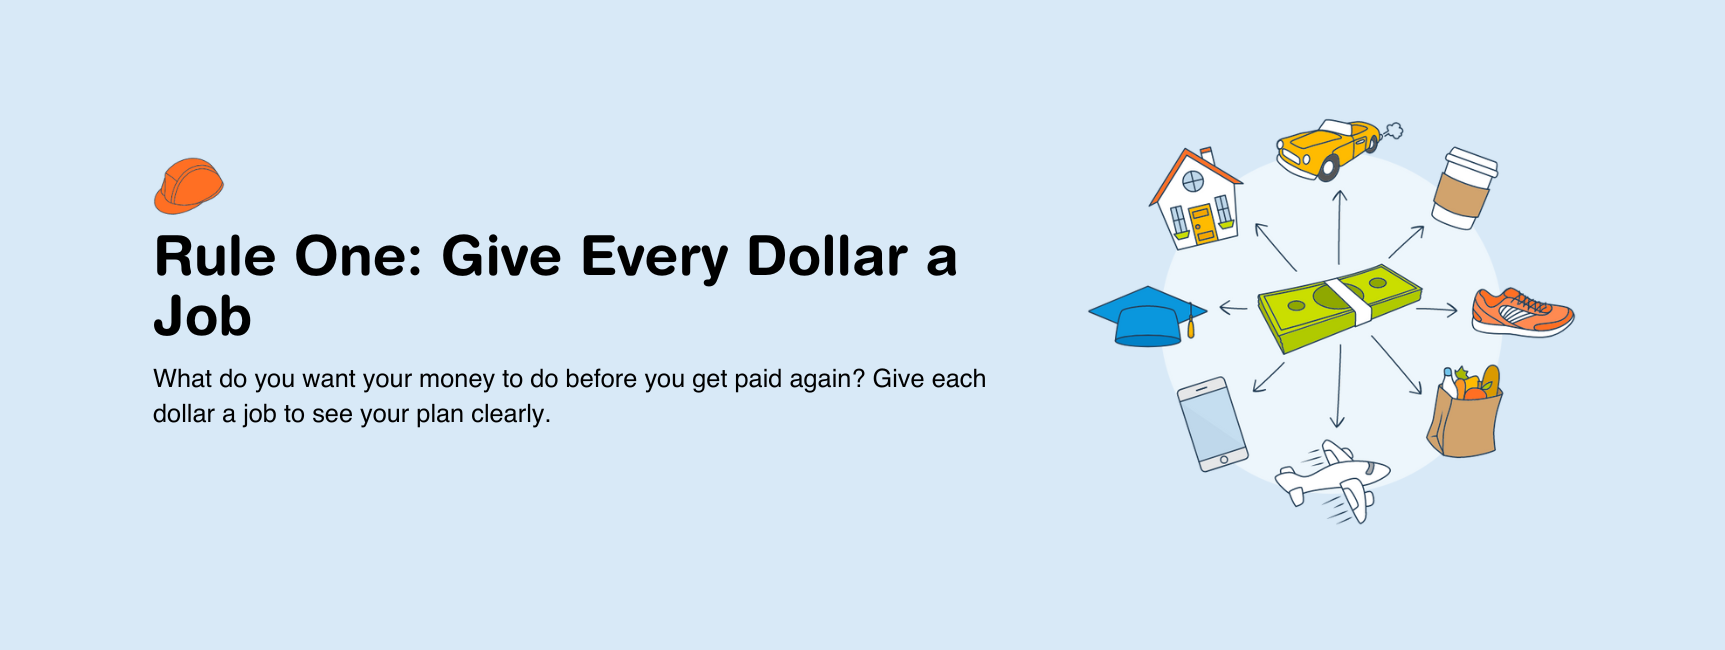 Rule One: Give Every Dollar a
Job
What do you want your money to do before you get paid again? Give each
dollar a job to see your plan clearly.